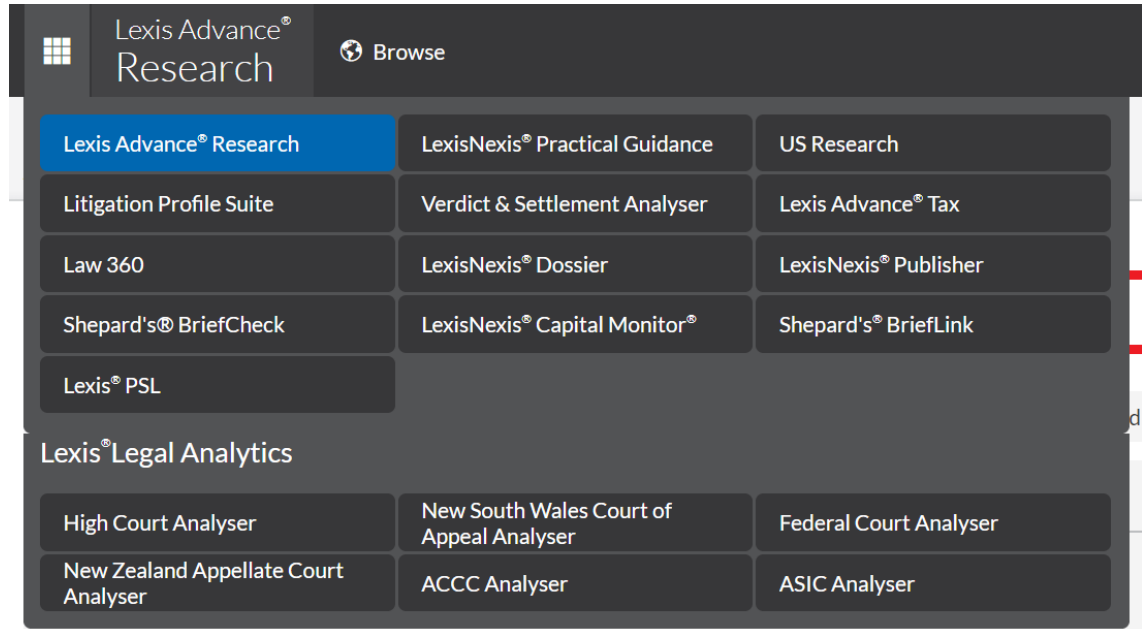 Lexis Advance®
Research
Browse
Lexis Advance® Research
LexisNexis® Practical Guidance
US Research
Litigation Profile Suite
Verdict & Settlement Analyser
Lexis Advance® Tax
Law 360
LexisNexis® Dossier
LexisNexis® Publisher
Shepard's® BriefCheck
LexisNexis® Capital Monitor®
Shepard's® BriefLink
Lexis® PSL
d
Lexis®Legal Analytics
High Court Analyser
New South Wales Court of
Appeal Analyser
Federal Court Analyser
New Zealand Appellate Court
Analyser
ACCC Analyser
ASIC Analyser